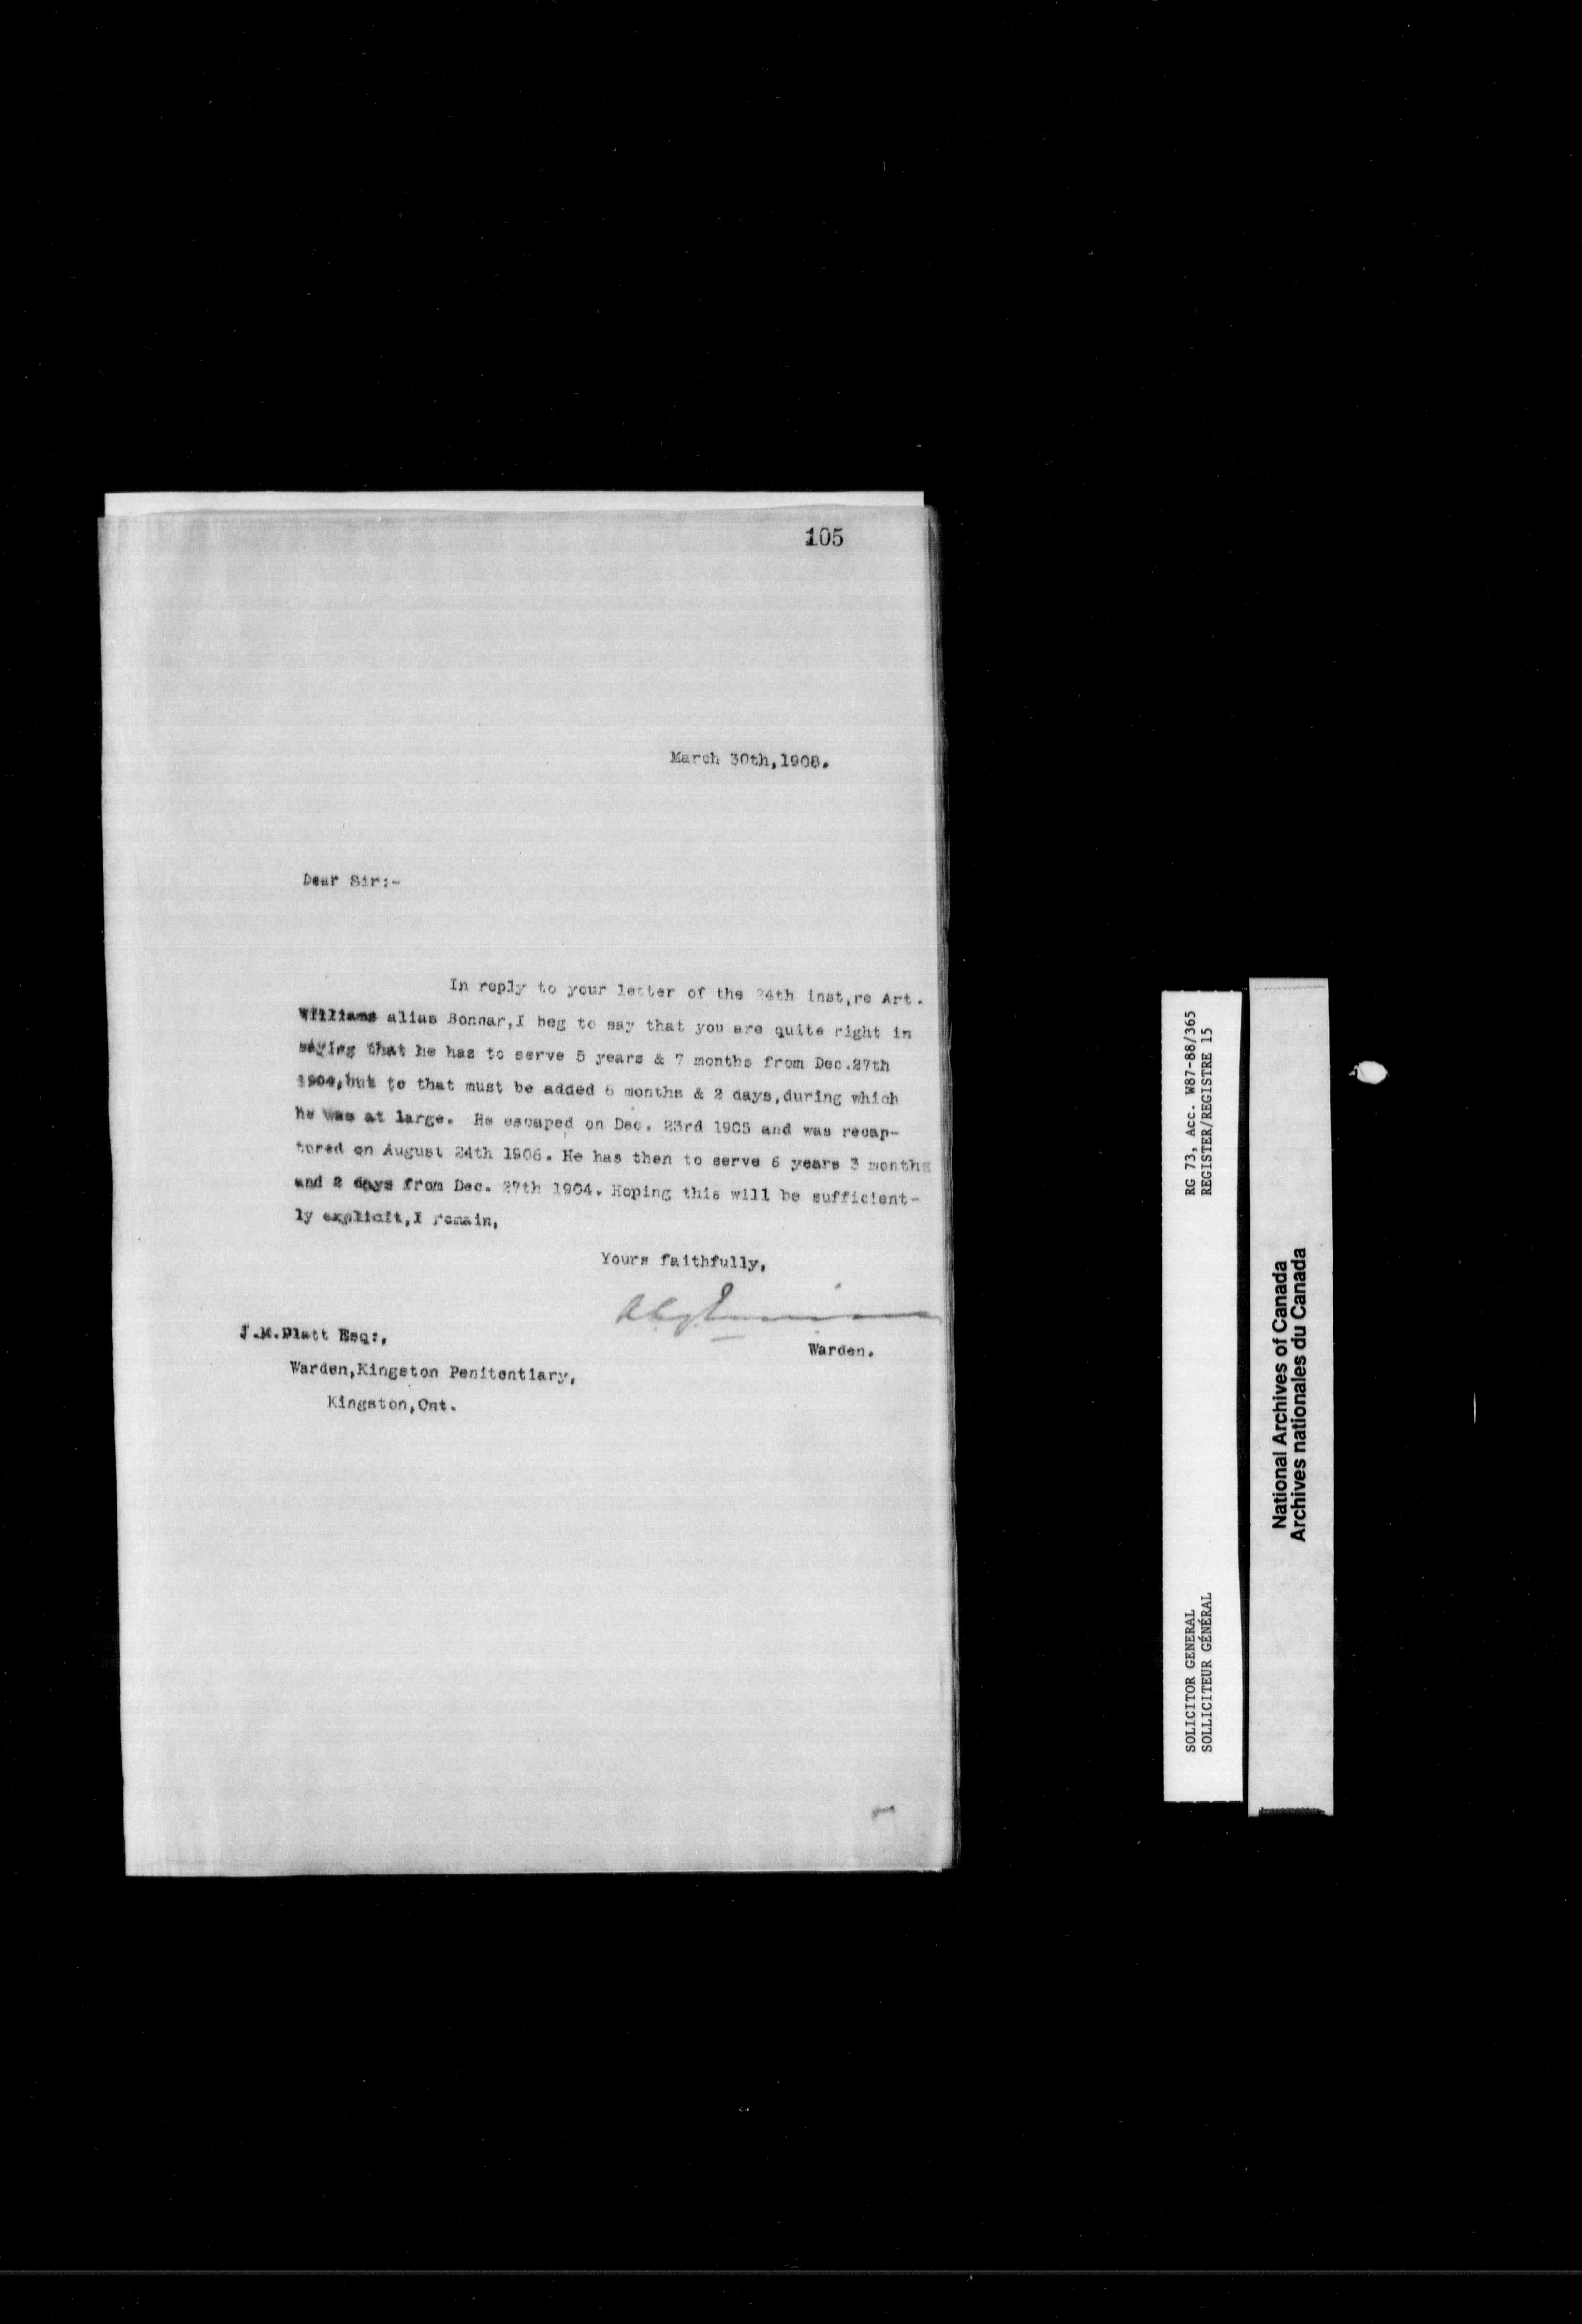 105
March 30th,1908.
Dear Sir:-
In reply to your letter of the 24th inst,re Art.
Williams alias Bonnar,I beg to say that you are quite right in
saying that he has to serve 5 years & 7 months from Dec.27th
1904,but to that must be added 8 months & 2 days,during which
he was at large. He escaped on Dec. 23rd 1905 and was recap-
tured on August 24th 1906. He has then to serve 6 years 3 months
and 2 days from Dec. 27th 1904. Hoping this will be sufficient-
ly explicit,I remain,
Yours faithfully,
Warden.
J.M.Platt Esq:,
Warden,Kingston Penitentiary,
Kingston,Ont.
RG 73, Acc. W87-88/365
REGISTER/REGISTRE 15
SOLICITOR GENERAL
SOLLICITEUR GÉNÉRAL
National Archives of Canada
Archives nationales du Canada